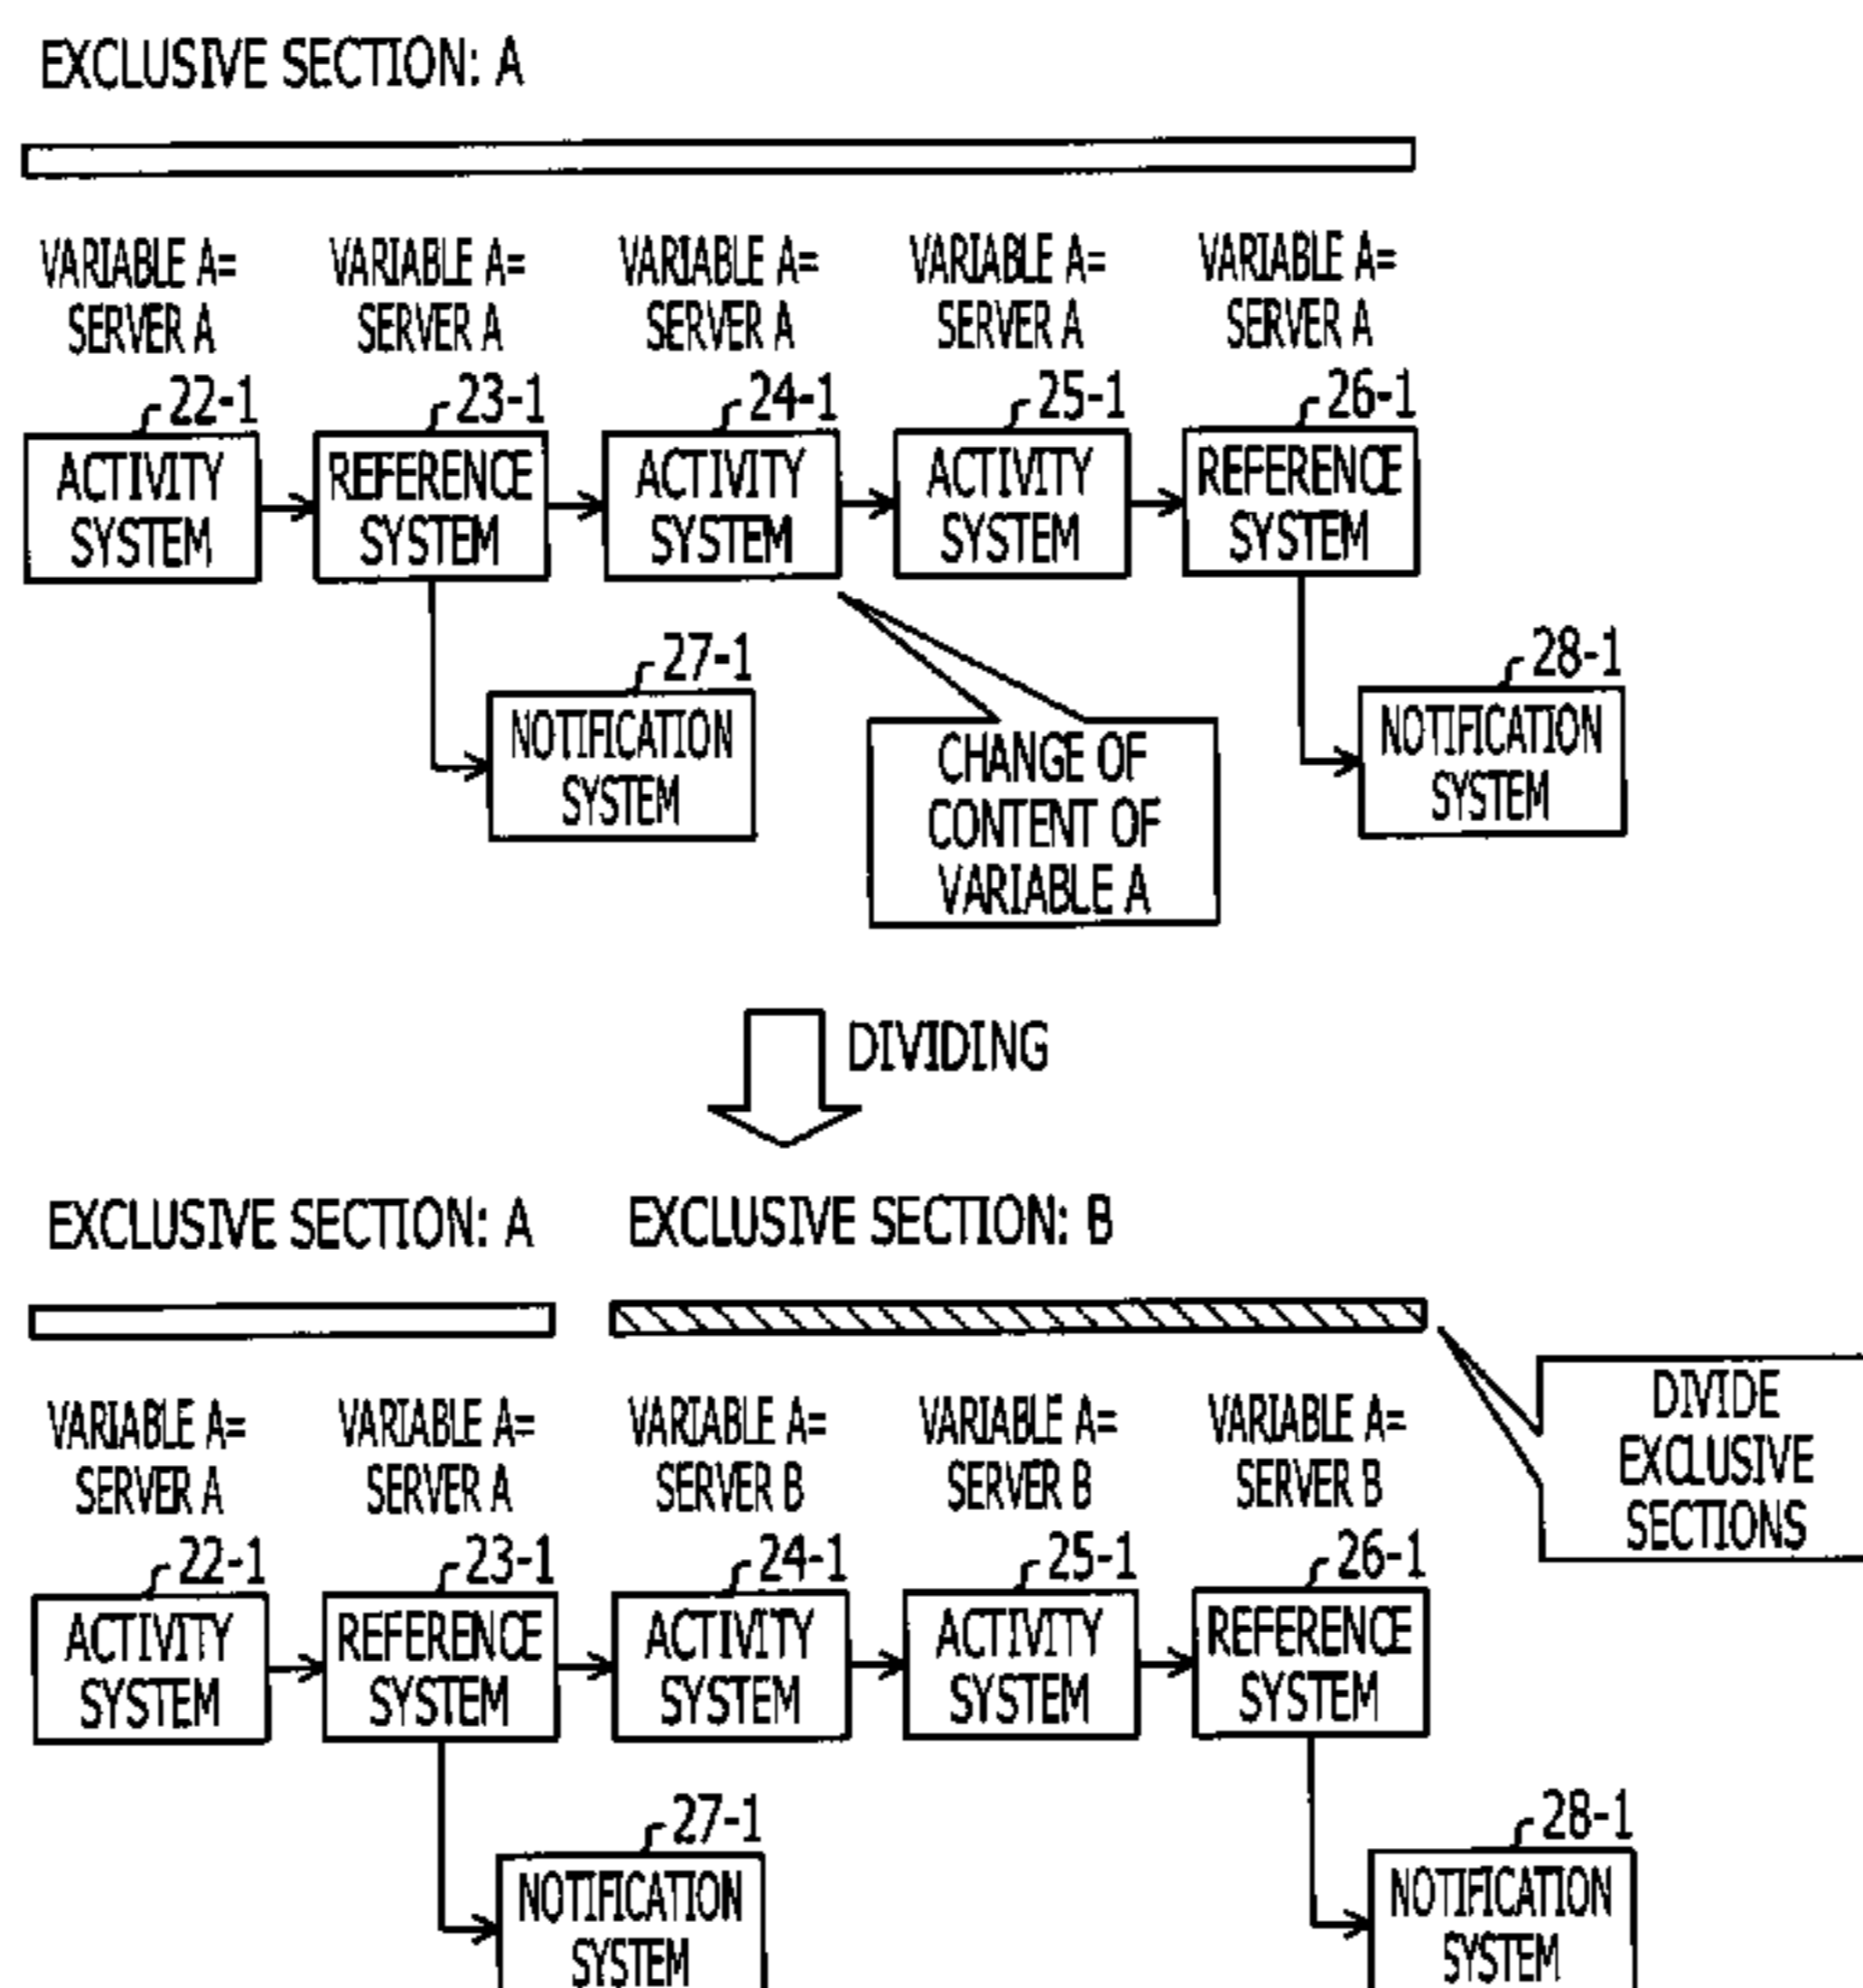 EXCLUSIVE SECTION: A
VARIABLE A=
SERVER A
VARIABLE A=
SERVER A
VARIABLE A=
SERVER A
VARIABLE A=
SERVER A
VARIABLE A=
SERVER A
22-1
23-1
24-1
25-1
26-1
ACTIVITY
SYSTEM
REFERENCE
SYSTEM
ACTIVITY
SYSTEM
ACTIVITY
SYSTEM
REFERENCE
SYSTEM
27-1
NOTIFICATION
SYSTEM
CHANGE OF
CONTENT OF
VARIABLE A
28-1
NOTIFICATION
SYSTEM
DIVIDING
EXCLUSIVE SECTION: A
EXCLUSIVE SECTION: B
DIVIDE
EXCLUSIVE
SECTIONS
VARIABLE A=
SERVER A
VARIABLE A=
SERVER A
VARIABLE A=
SERVER B
VARIABLE A=
SERVER B
VARIABLE A=
SERVER B
22-1
23-1
24-1
25-1
26-1
ACTIVITY
SYSTEM
REFERENCE
SYSTEM
ACTIVITY
SYSTEM
ACTIVITY
SYSTEM
REFERENCE
SYSTEM
27-1
NOTIFICATION
SYSTEM
28-1
NOTIFICATION
SYSTEM